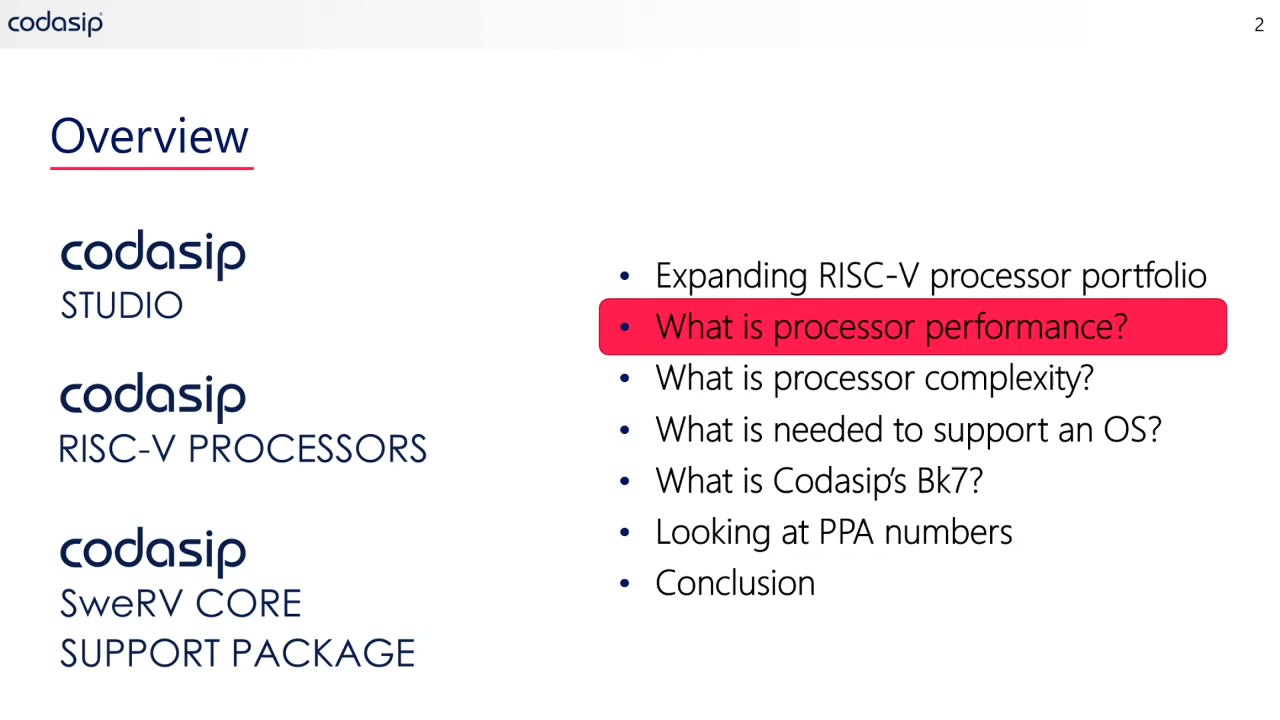 codasip
2
Overview
codasip
STUDIO
codasip
RISC-V PROCESSORS
codasip
SweRV CORE
SUPPORT PACKAGE
• Expanding RISC-V processor portfolio
• What is processor performance?
• What is processor complexity?
• What is needed to support an OS?
• What is Codasip's Bk7?
• Looking at PPA numbers
• Conclusion